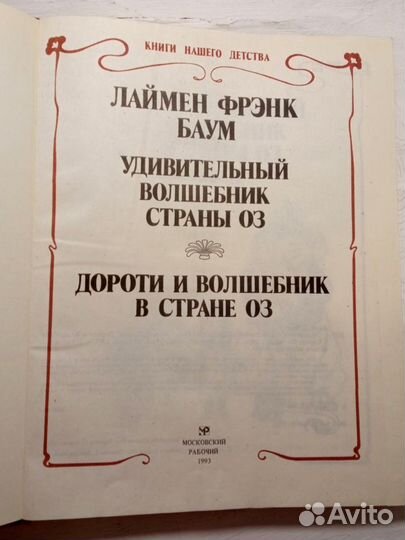 КНИГИ НАШЕГО ДЕТСТВА
ЛАЙМЕН ФРЭНК
БАУМ
УДИВИТЕЛЬНЫЙ
ВОЛШЕБНИК
СТРАНЫ ОЗ
ДОРОТИ И ВОЛШЕБНИК
В СТРАНЕ ОЗ
МОСКОВСКИЙ
РАБОЧИЙ
1993
Avito